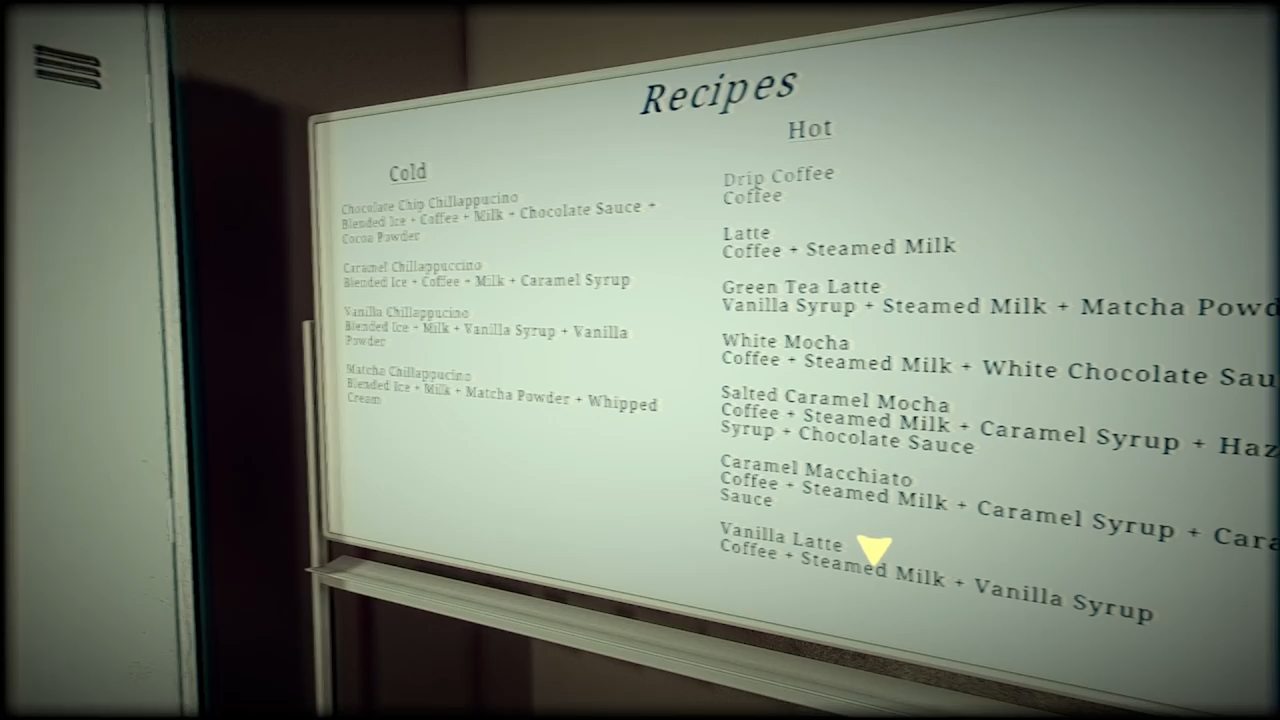 Recipes
Cold
Chocolate Chip Chillappucino
Blended Ice + Coffee + Milk + Chocolate Sauce +
Cocoa Powder
Caramel Chillappuccino
Blended Ice + Coffee + Milk + Caramel Syrup
Vanilla Chillappucino
Blended Ice + Milk + Vanilla Syrup + Vanilla
Powder
Matcha Chillappucino
Blended Ice + Milk + Matcha Powder + Whipped
Cream
Hot
Drip Coffee
Coffee
Latte
Coffee + Steamed Milk
Green Tea Latte
Vanilla Syrup + Steamed Milk + Matcha Powd
White Mocha
Coffee + Steamed Milk + White Chocolate Sau
Salted Caramel Mocha
Coffee + Steamed Milk + Caramel Syrup + Haz
Syrup + Chocolate Sauce
Caramel Macchiato
Coffee + Steamed Milk + Caramel Syrup + Cara
Sauce
Vanilla Latte
Coffee + Steamed Milk + Vanilla Syrup